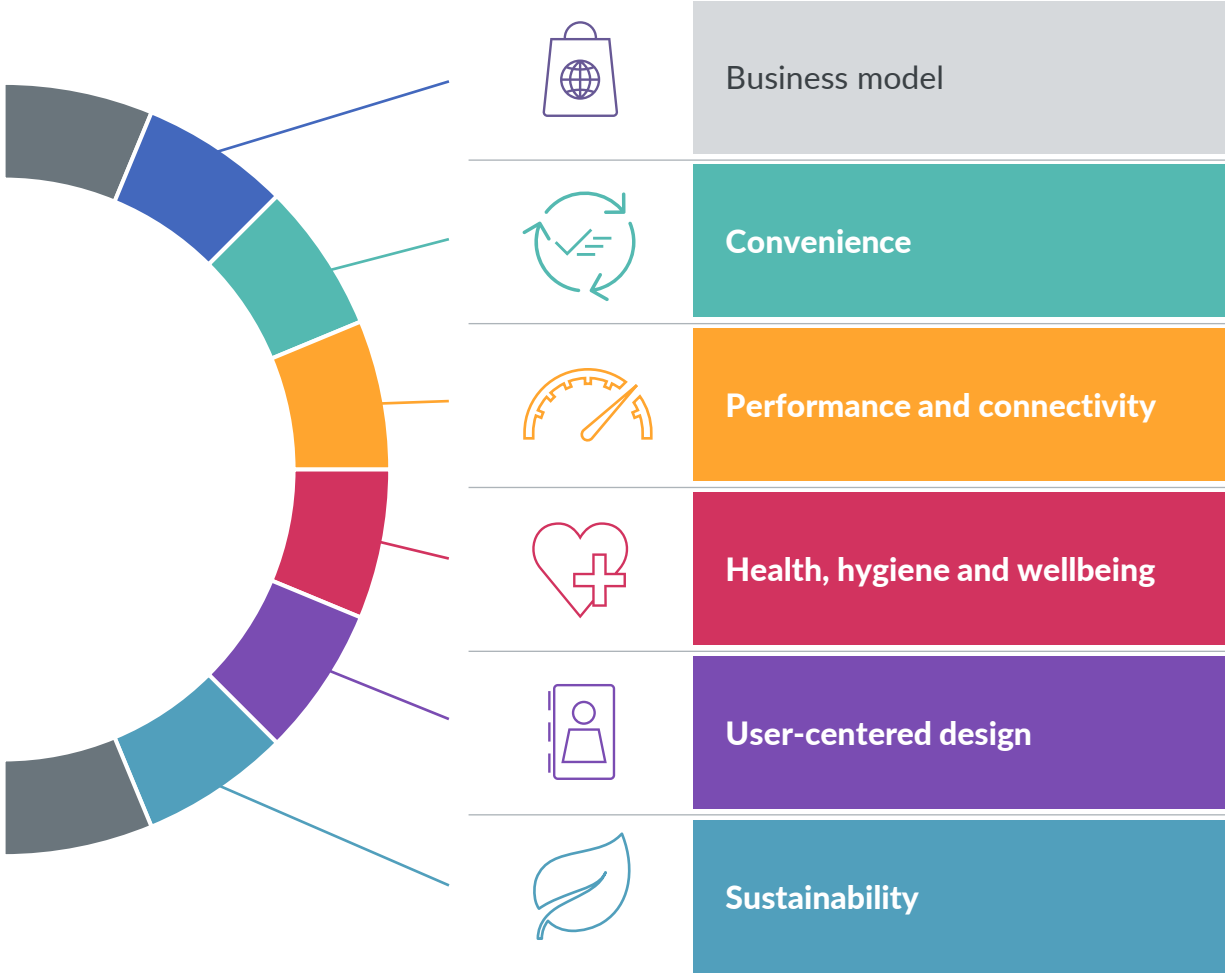 Business model
Convenience
Performance and connectivity
Health, hygiene and wellbeing
User-centered design
Sustainability